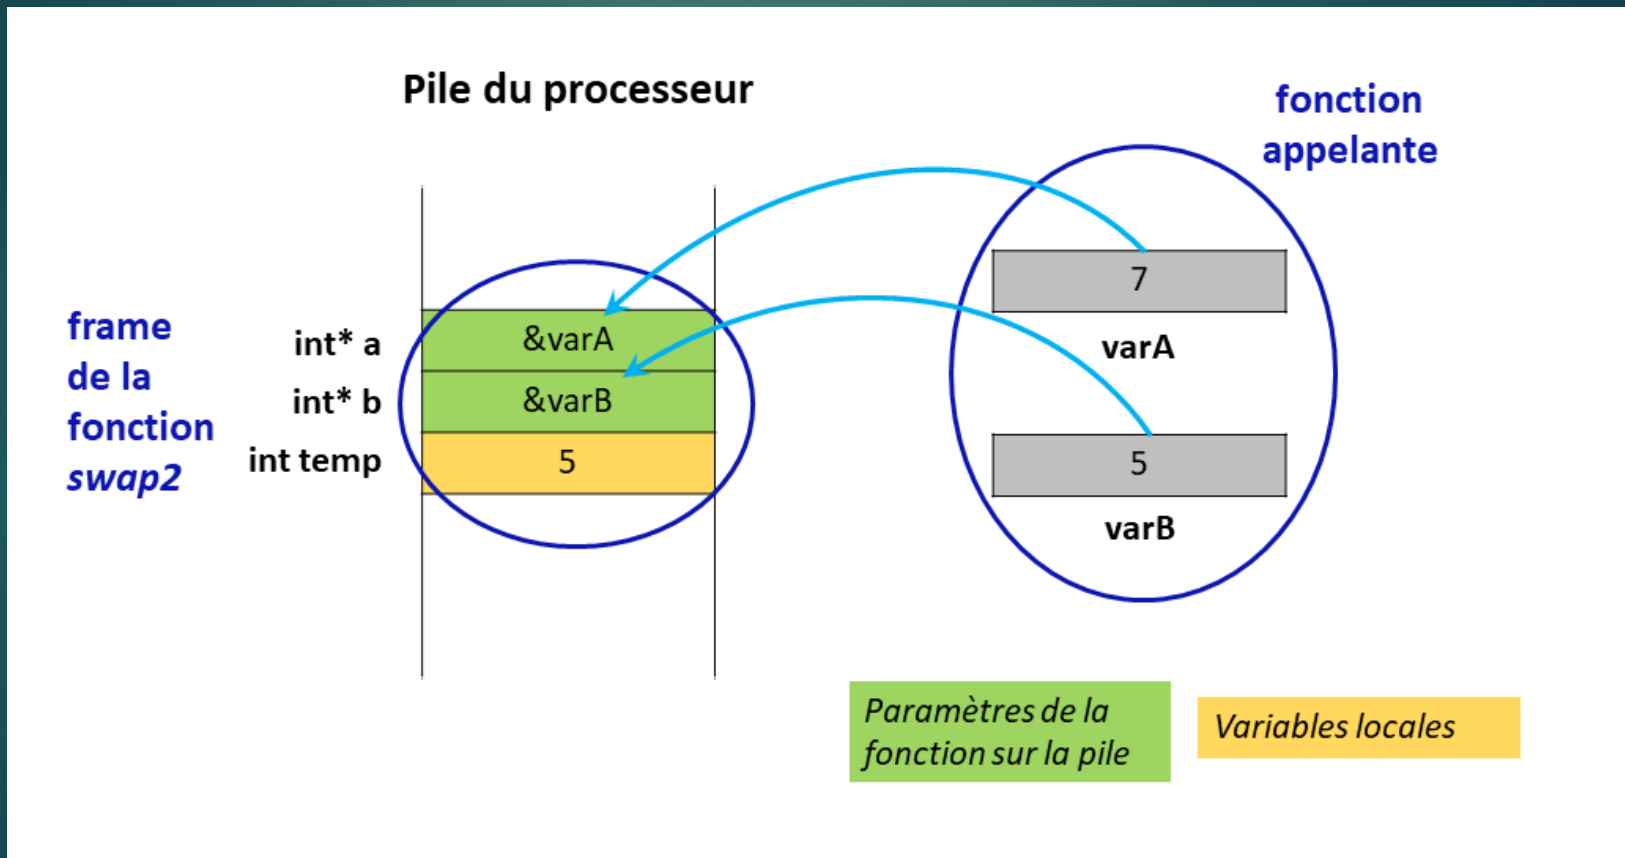 Pile du processeur
fonction
appelante
frame
de la
fonction
swap2
int* a
&varA
int* b
&varB
int temp
5
7
varA
5
varB
Paramètres de la
fonction sur la pile
Variables locales